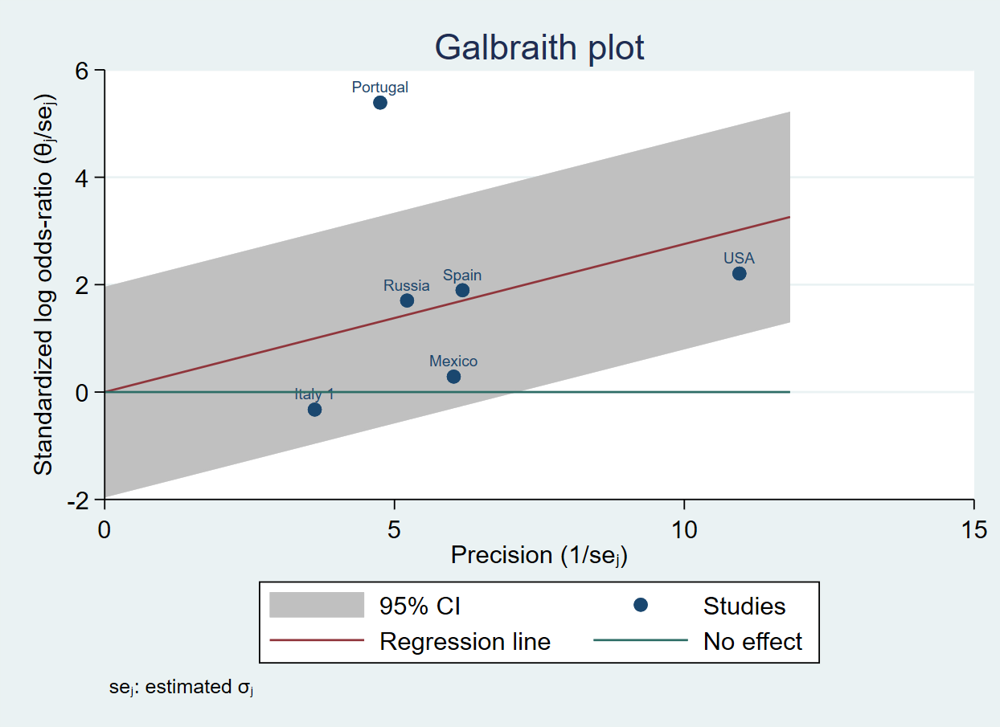 Galbraith plot
Standardized log odds-ratio (θⱼ/seⱼ)
6
4
2
0
-2
Portugal
USA
Spain
Russia
Mexico
Italy 1
0 5 10 15
Precision (1/seⱼ)
95% CI Studies
Regression line No effect
seⱼ: estimated σⱼ